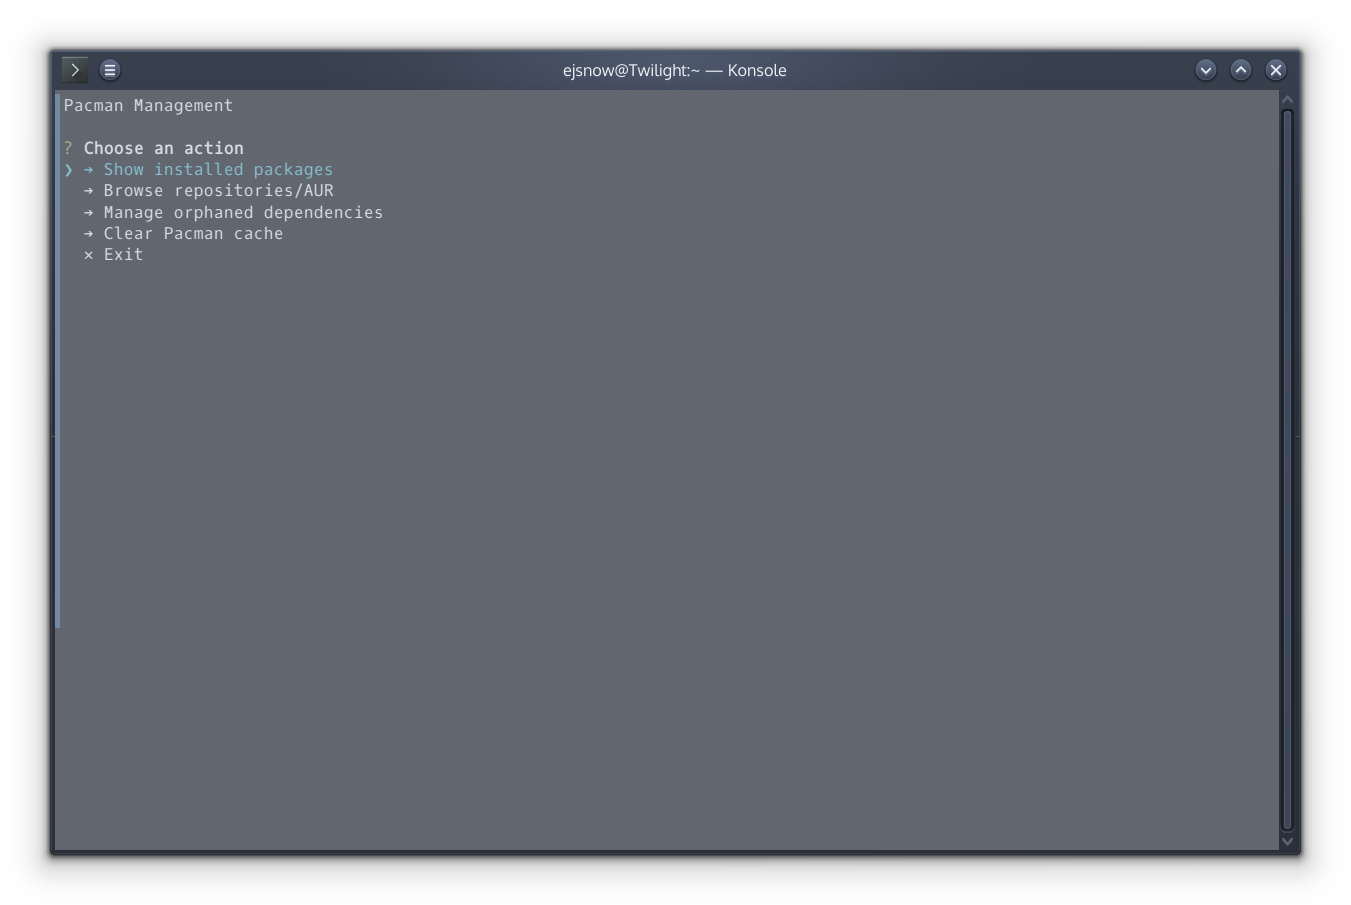 ejsnow@Twilight:~ — Konsole
Pacman Management
? Choose an action
❯ → Show installed packages
→ Browse repositories/AUR
→ Manage orphaned dependencies
→ Clear Pacman cache
× Exit